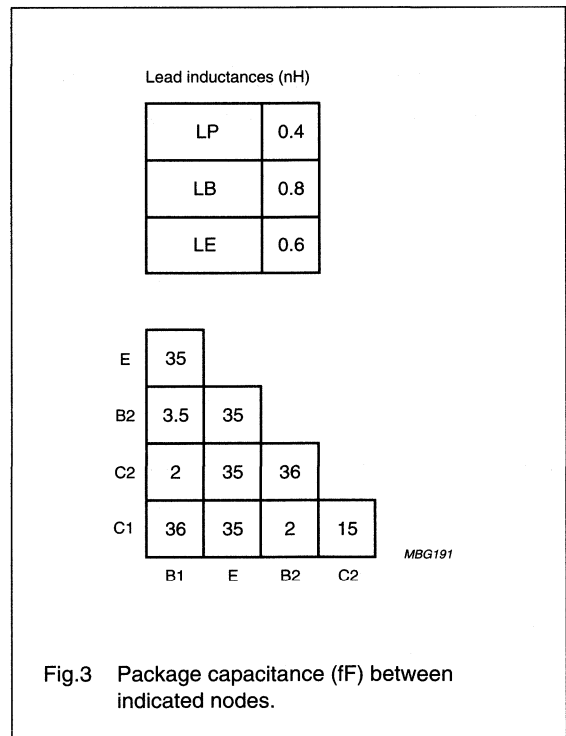 Lead inductances (nH)
LP 0.4
LB 0.8
LE 0.6
E 35
B2 3.5 35
C2 2 35 36
C1 36 35 2 15
B1 E B2 C2
MBG191
Fig.3 Package capacitance (fF) between
indicated nodes.